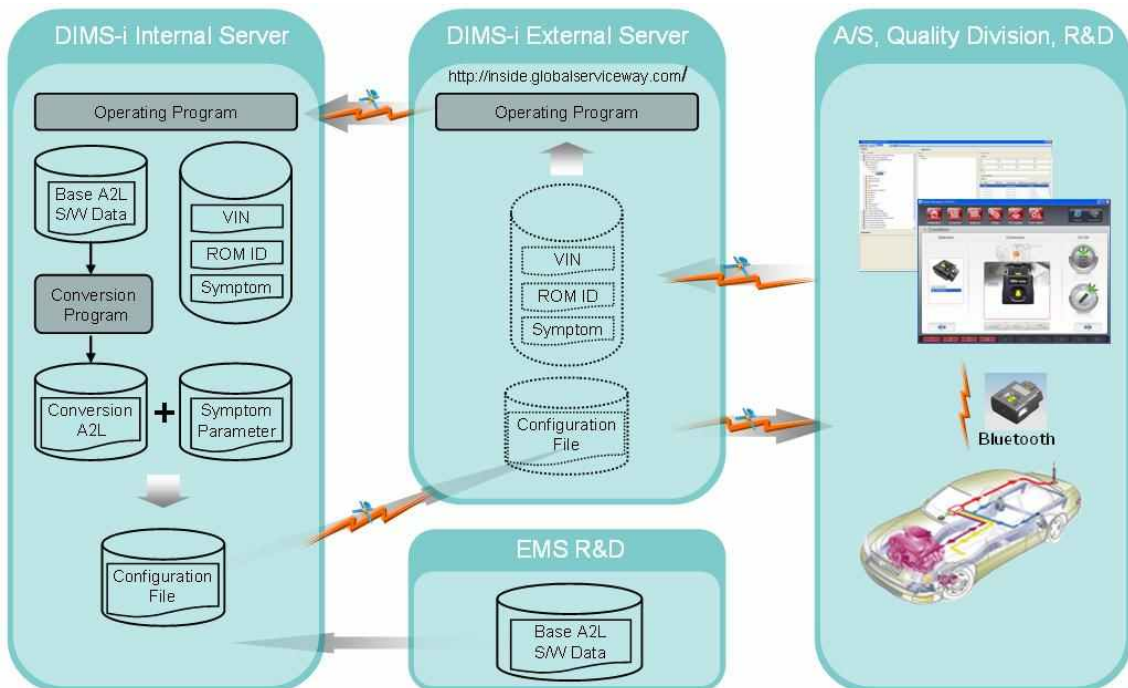 DIMS-i Internal Server
Operating Program
Base A2L
S/W Data
VIN
ROM ID
Symptom
Conversion
Program
Conversion
A2L
+
Symptom
Parameter
Configuration
File
DIMS-i External Server
http://inside.globalserviceway.com/
Operating Program
VIN
ROM ID
Symptom
Configuration
File
EMS R&D
Base A2L
S/W Data
A/S, Quality Division, R&D
Bluetooth